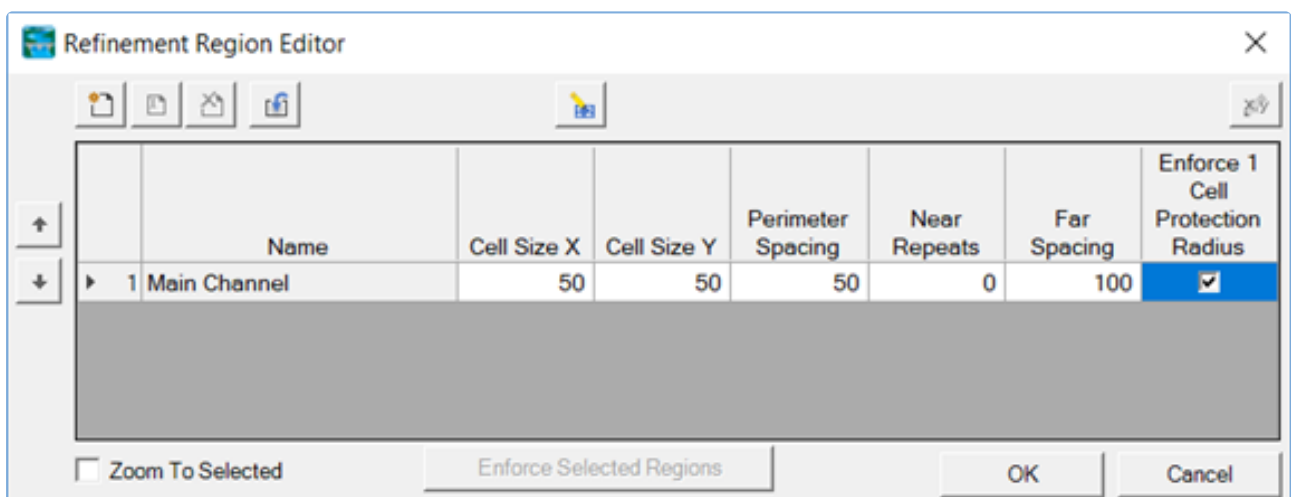 Refinement Region Editor
Name
Cell Size X
Cell Size Y
Perimeter
Spacing
Near
Repeats
Far
Spacing
Enforce 1
Cell
Protection
Radius
1 Main Channel 50 50 50 0 100
Zoom To Selected
Enforce Selected Regions
OK
Cancel